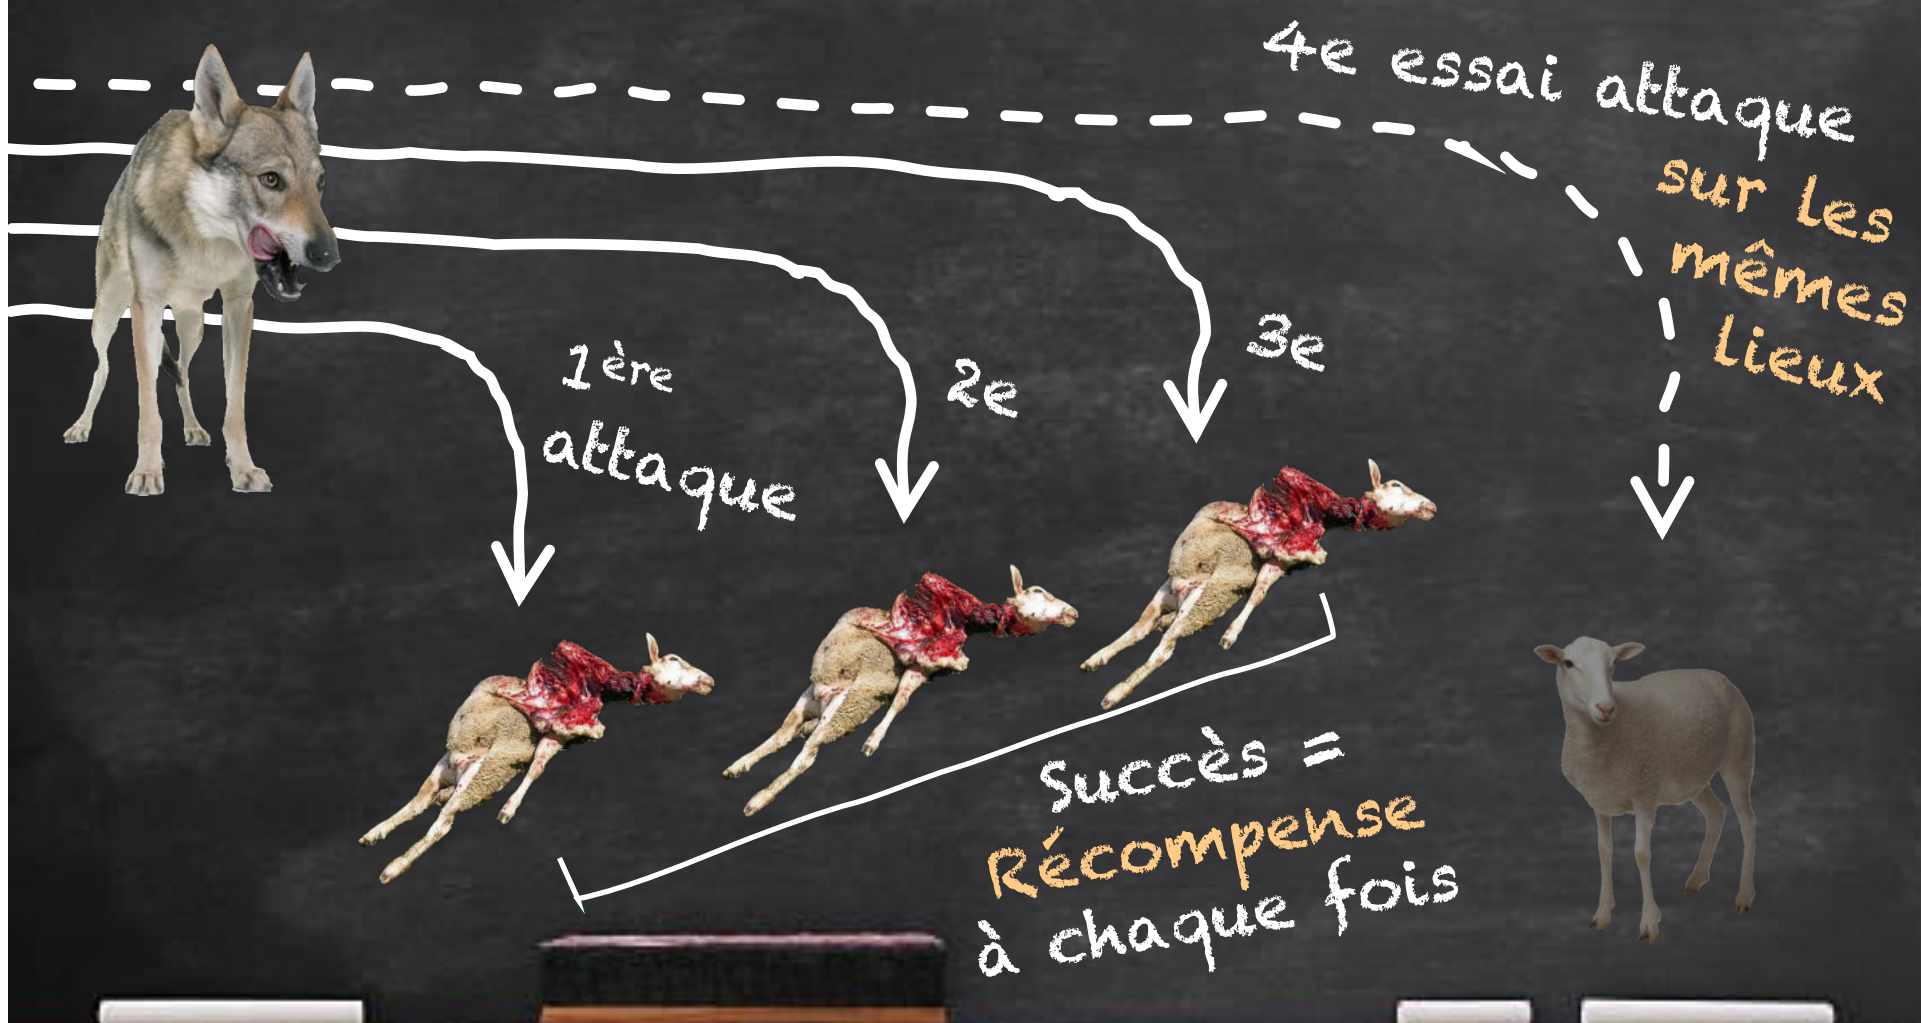 4e essai attaque
sur les
mêmes
lieux
1ère
attaque
2e
3e
Succès =
Récompense
à chaque fois